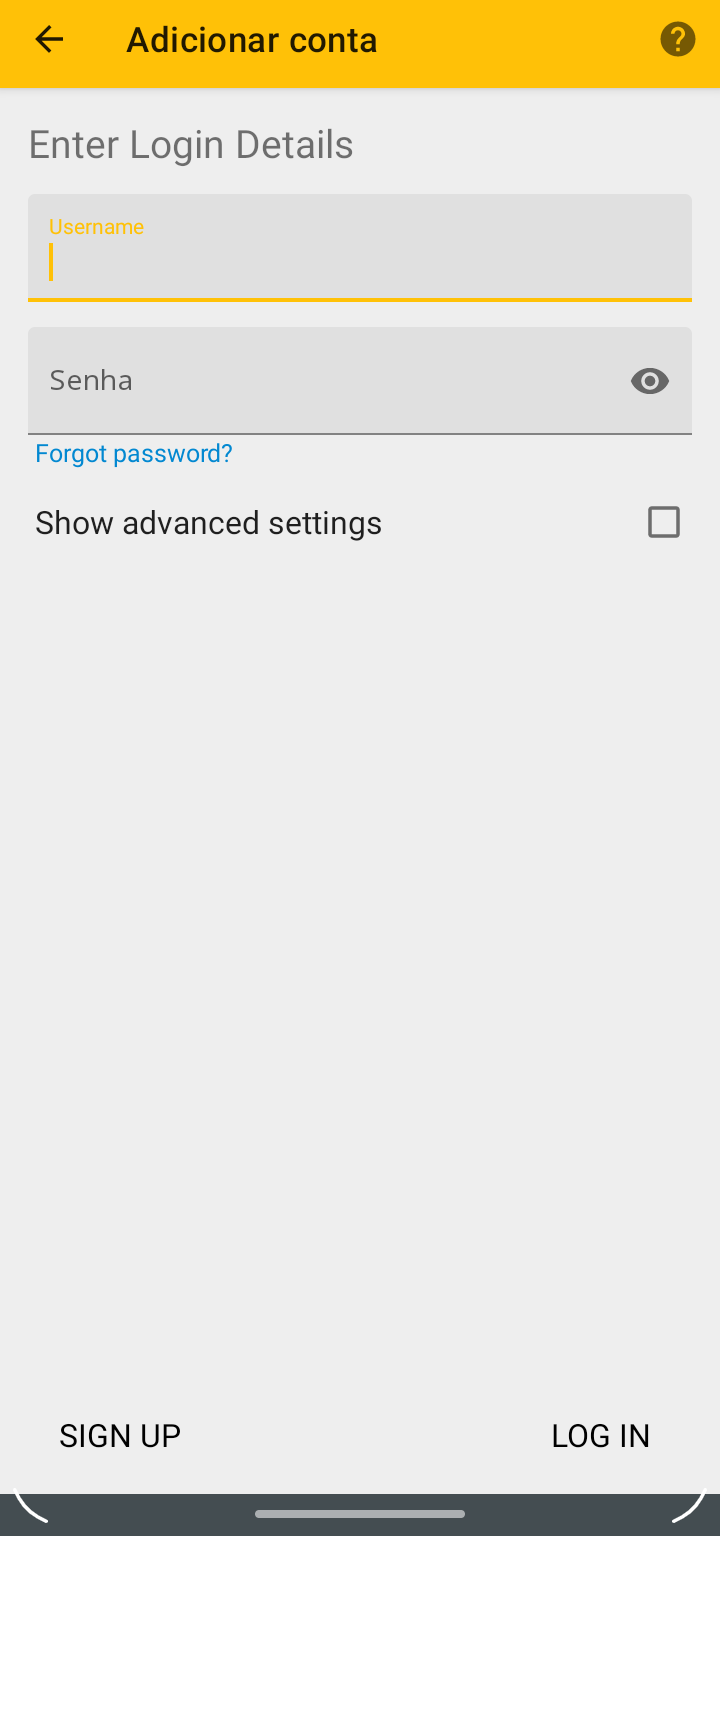 Adicionar conta
Enter Login Details
Username
Senha
Forgot password?
Show advanced settings
SIGN UP
LOG IN